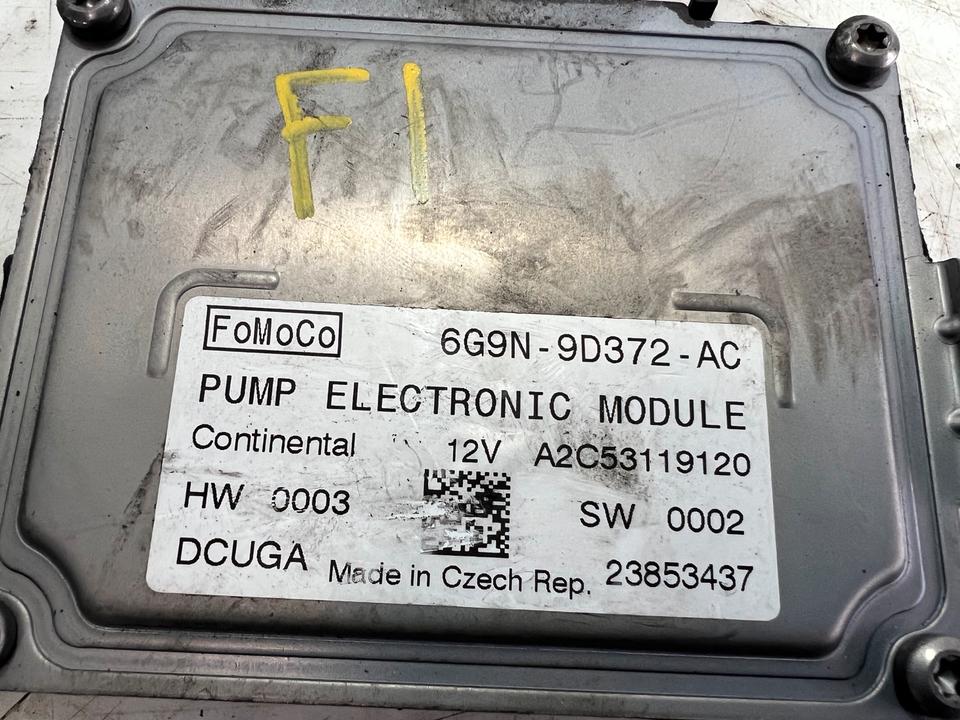 F1
FoMoCo 6G9N-9D372-AC
PUMP ELECTRONIC MODULE
Continental 12V A2C53119120
HW 0003 SW 0002
DCUGA Made in Czech Rep. 23853437